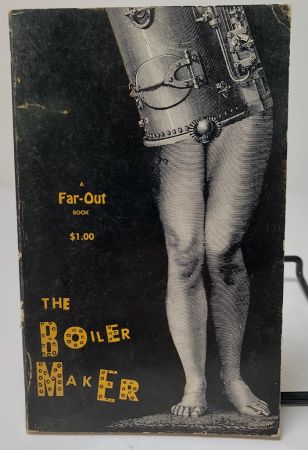 A
Far-Out
BOOK
$1.00
THE
BOILER
MAKER